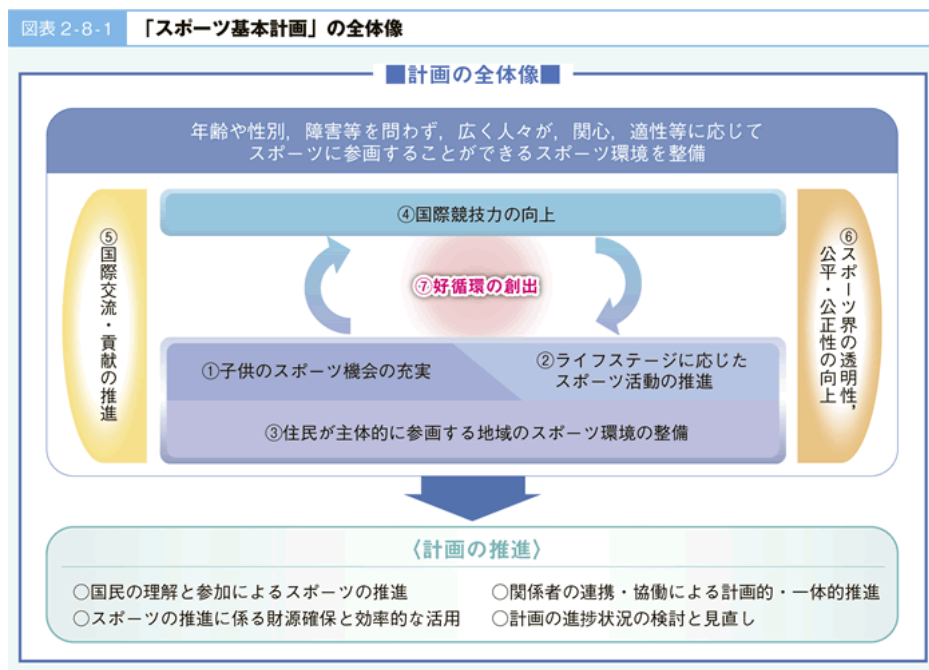 図表 2-8-1 「スポーツ基本計画」の全体像
■計画の全体像■
年齢や性別，障害等を問わず，広く人々が，関心，適性等に応じて
スポーツに参画することができるスポーツ環境を整備
④国際競技力の向上
⑤国際交流・貢献の推進
⑦好循環の創出
⑥スポーツ界の透明性，
公平・公正性の向上
①子供のスポーツ機会の充実
②ライフステージに応じた
スポーツ活動の推進
③住民が主体的に参画する地域のスポーツ環境の整備
〈計画の推進〉
○国民の理解と参加によるスポーツの推進
○関係者の連携・協働による計画的・一体的推進
○スポーツの推進に係る財源確保と効率的な活用
○計画の進捗状況の検討と見直し